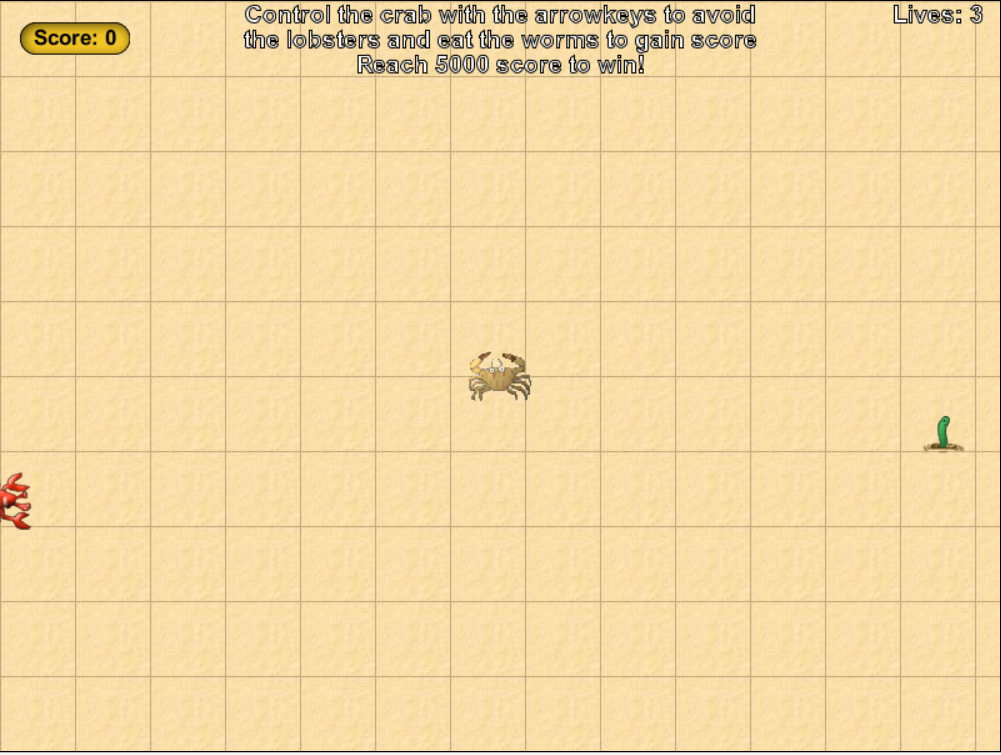 Score: 0
Control the crab with the arrowkeys to avoid
the lobsters and eat the worms to gain score
Reach 5000 score to win!
Lives: 3